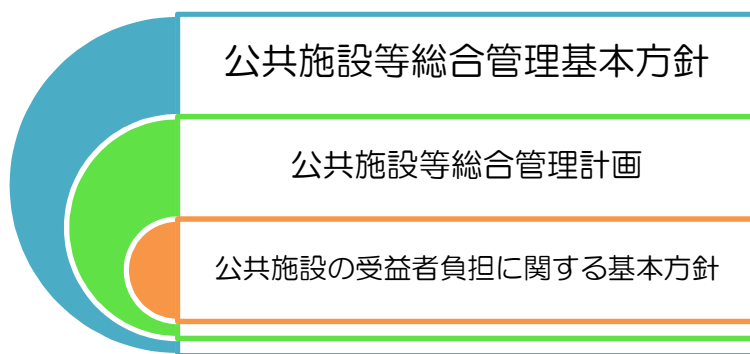 公共施設等総合管理基本方針
公共施設等総合管理計画
公共施設の受益者負担に関する基本方針